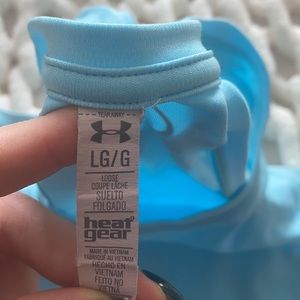 TEARAWAY
LG/G
LOOSE
COUPE LÂCHE
SUELTO
FOLGADO
heat
gear
MADE IN VIETNAM
FABRIQUÉ AU VIETNAM
HECHO EN
VIETNAM
FEITO NO
VIETNÃ